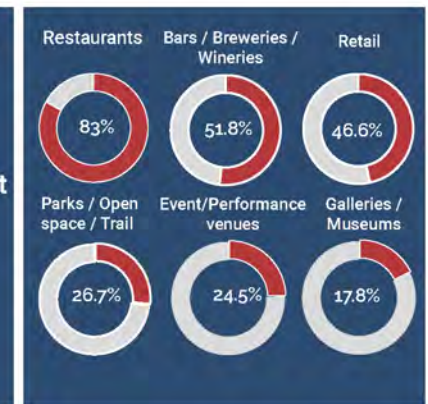 Restaurants
Bars / Breweries /
Wineries
Retail
83%
51.8%
46.6%
t
Parks / Open
space / Trail
Event/Performance
venues
Galleries /
Museums
26.7%
24.5%
17.8%